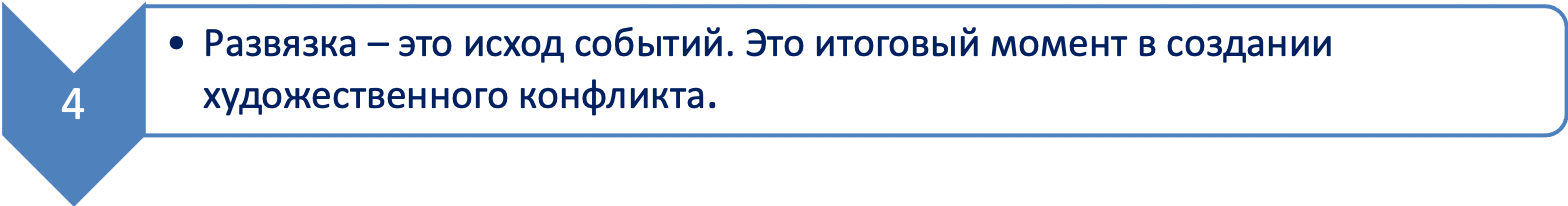 4
• Развязка – это исход событий. Это итоговый момент в создании
художественного конфликта.